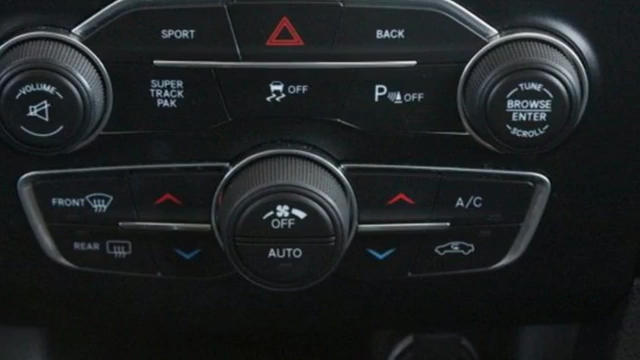 SPORT
BACK
VOLUME
SUPER
TRACK
PAK
OFF
P OFF
TUNE
BROWSE
ENTER
SCROLL
FRONT
OFF
A/C
REAR
AUTO